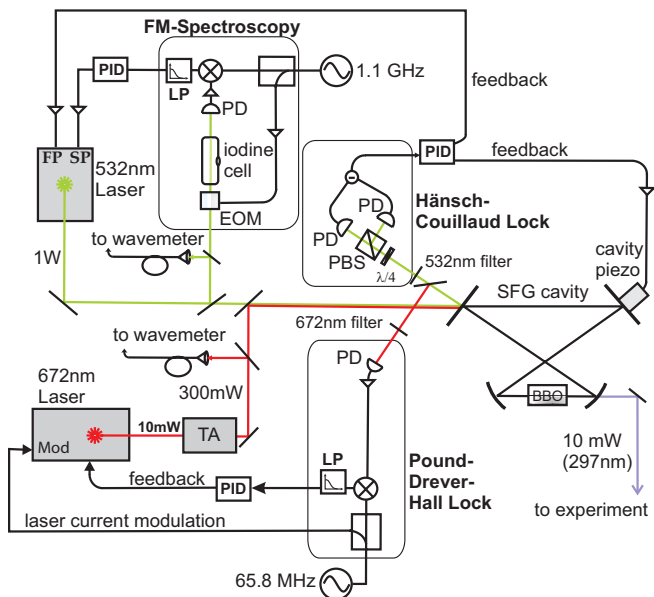 FM-Spectroscopy
PID
LP
1.1 GHz
feedback
PD
FP SP
532nm
Laser
iodine
cell
EOM
to wavemeter
1W
PID
feedback
Hänsch-
Couillaud Lock
PD
PD
PBS
λ/4
532nm filter
cavity
piezo
SFG cavity
672nm filter
to wavemeter
300mW
672nm
Laser
10mW
TA
Mod
PD
BBO
10 mW
(297nm)
to experiment
Pound-
Drever-
Hall Lock
LP
feedback
PID
laser current modulation
65.8 MHz